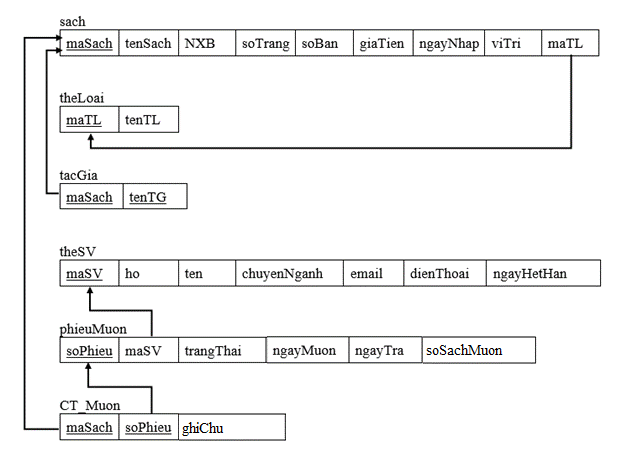 sach
maSach tenSach NXB soTrang soBan giaTien ngayNhap viTri maTL
theLoai
maTL tenTL
tacGia
maSach tenTG
theSV
maSV ho ten chuyenNganh email dienThoai ngayHetHan
phieuMuon
soPhieu maSV trangThai ngayMuon ngayTra soSachMuon
CT_Muon
maSach soPhieu ghiChu